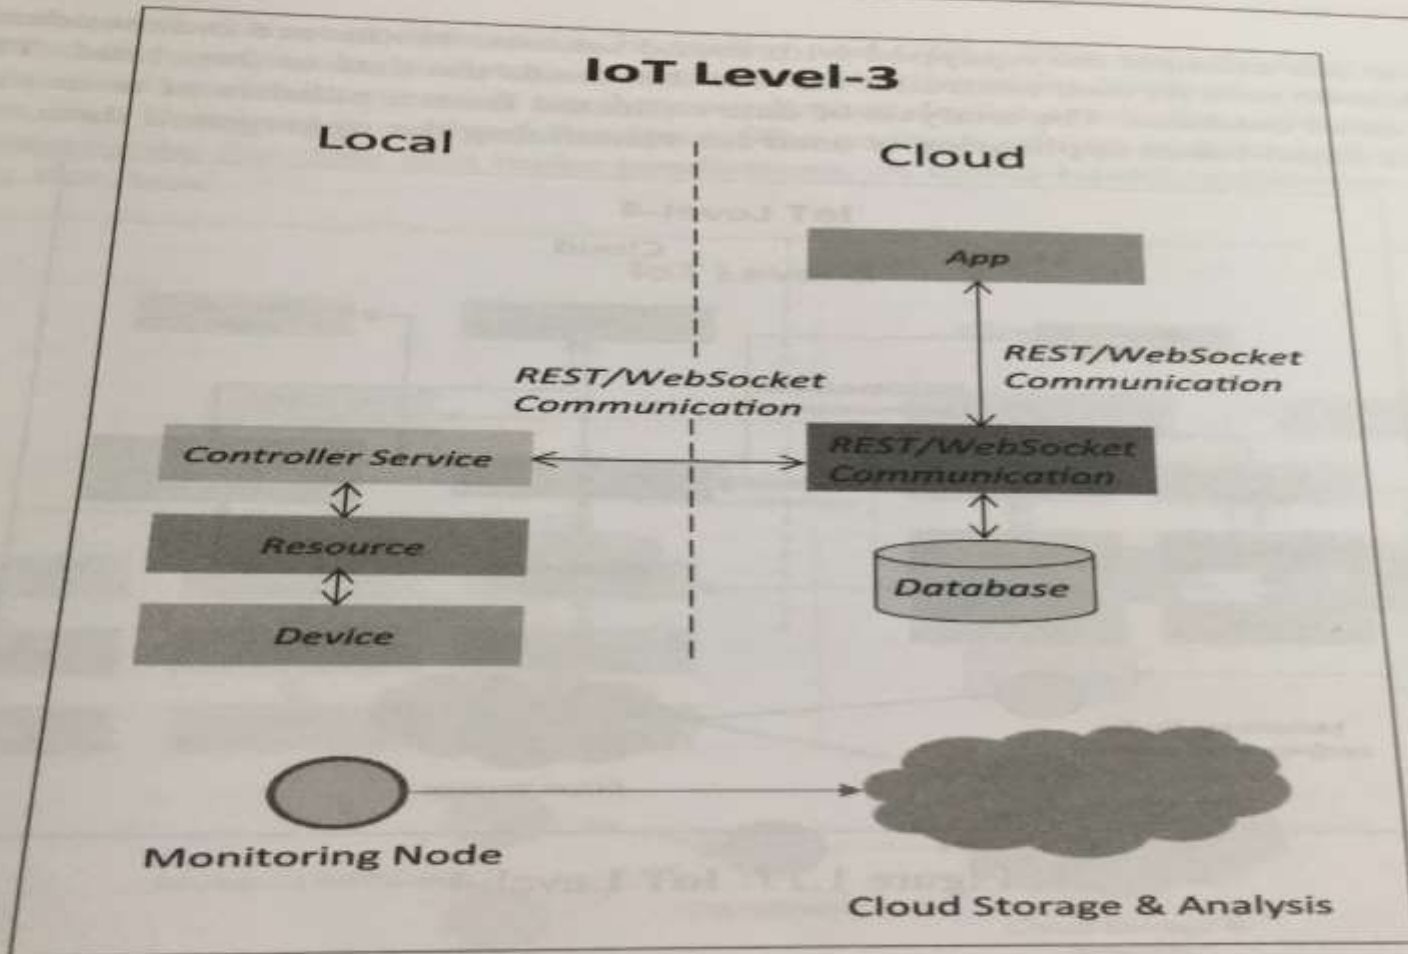 IoT Level-3
Local
Cloud
App
REST/WebSocket
Communication
REST/WebSocket
Communication
Controller Service
REST/WebSocket
Communication
Resource
Database
Device
Monitoring Node
Cloud Storage & Analysis